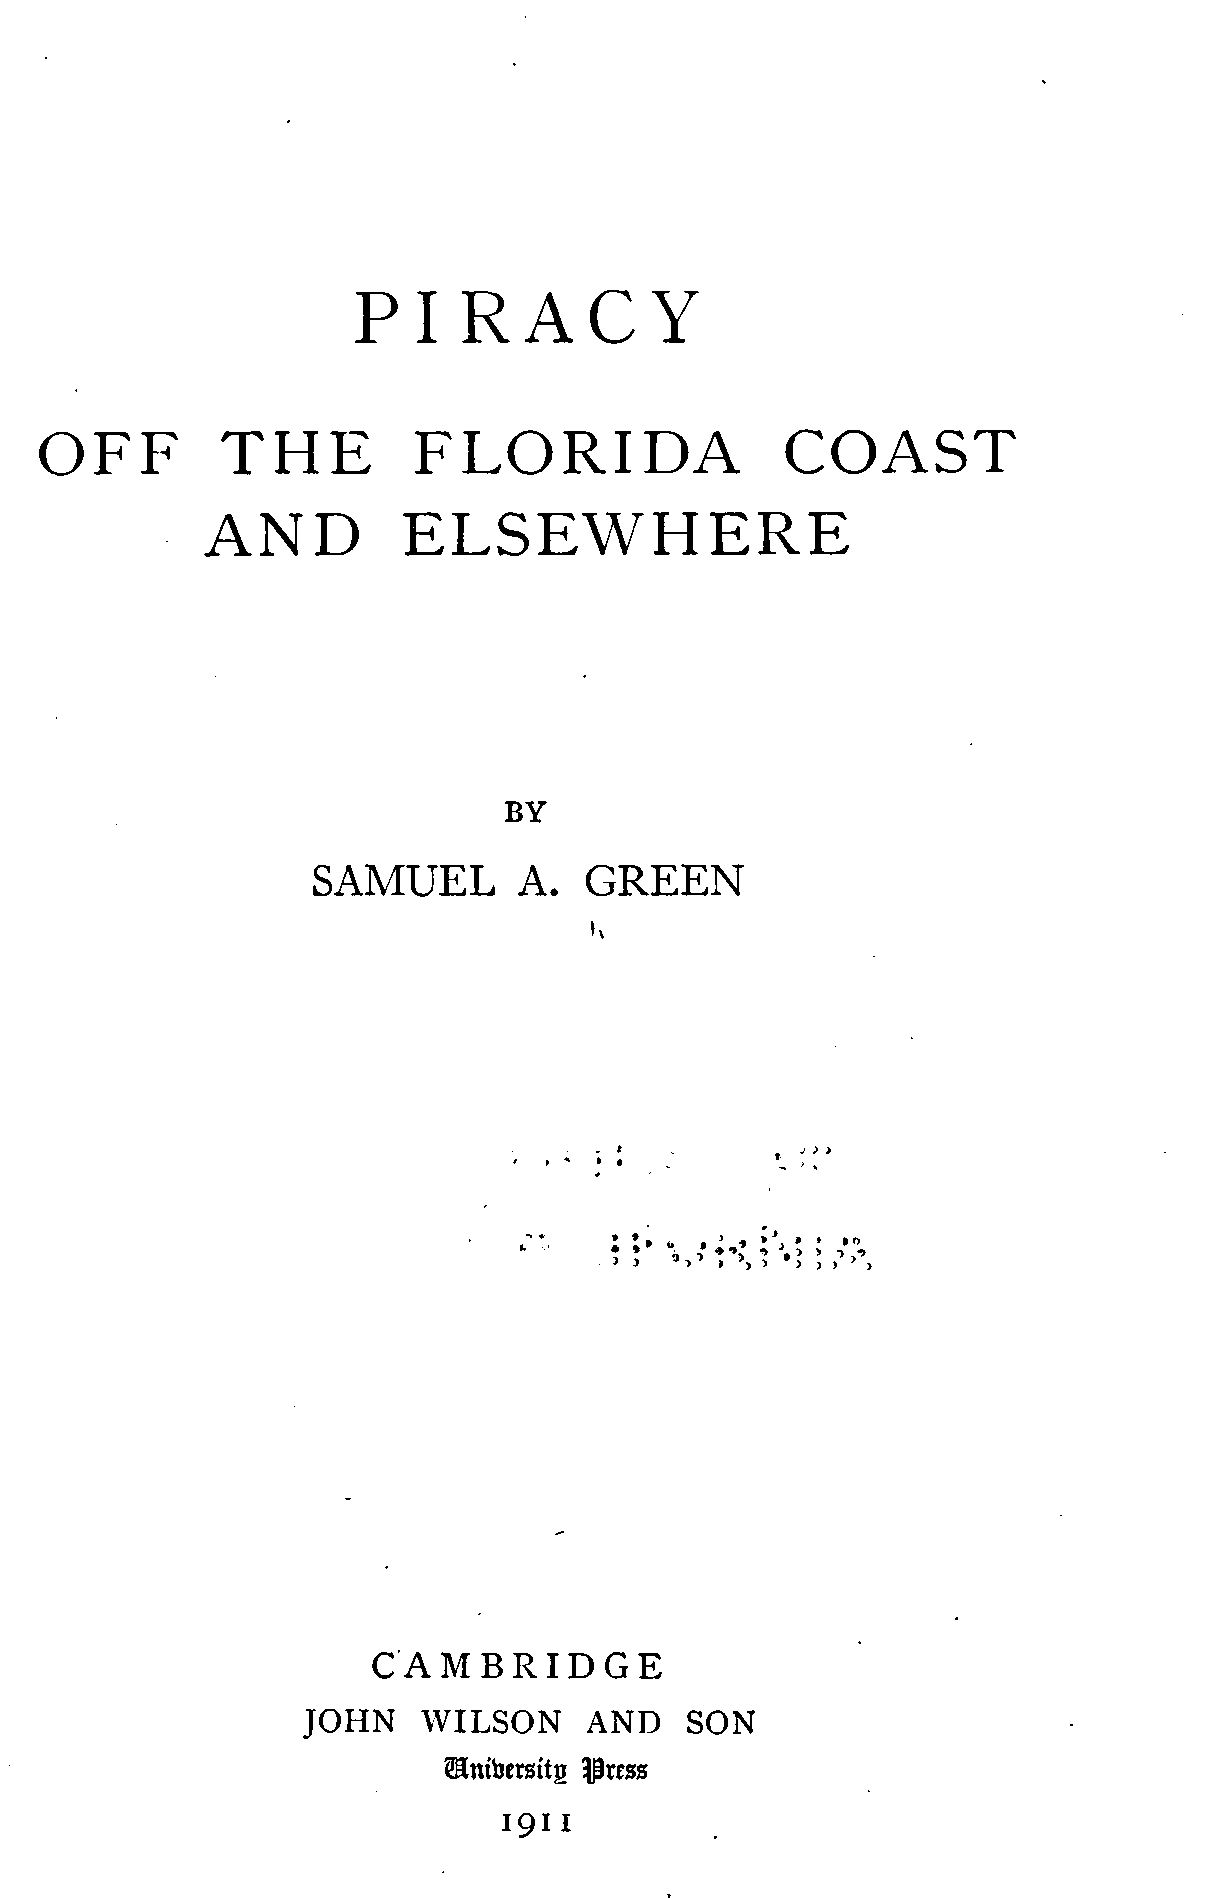 PIRACY
OFF THE FLORIDA COAST
AND ELSEWHERE
BY
SAMUEL A. GREEN
CAMBRIDGE
JOHN WILSON AND SON
University Press
1911